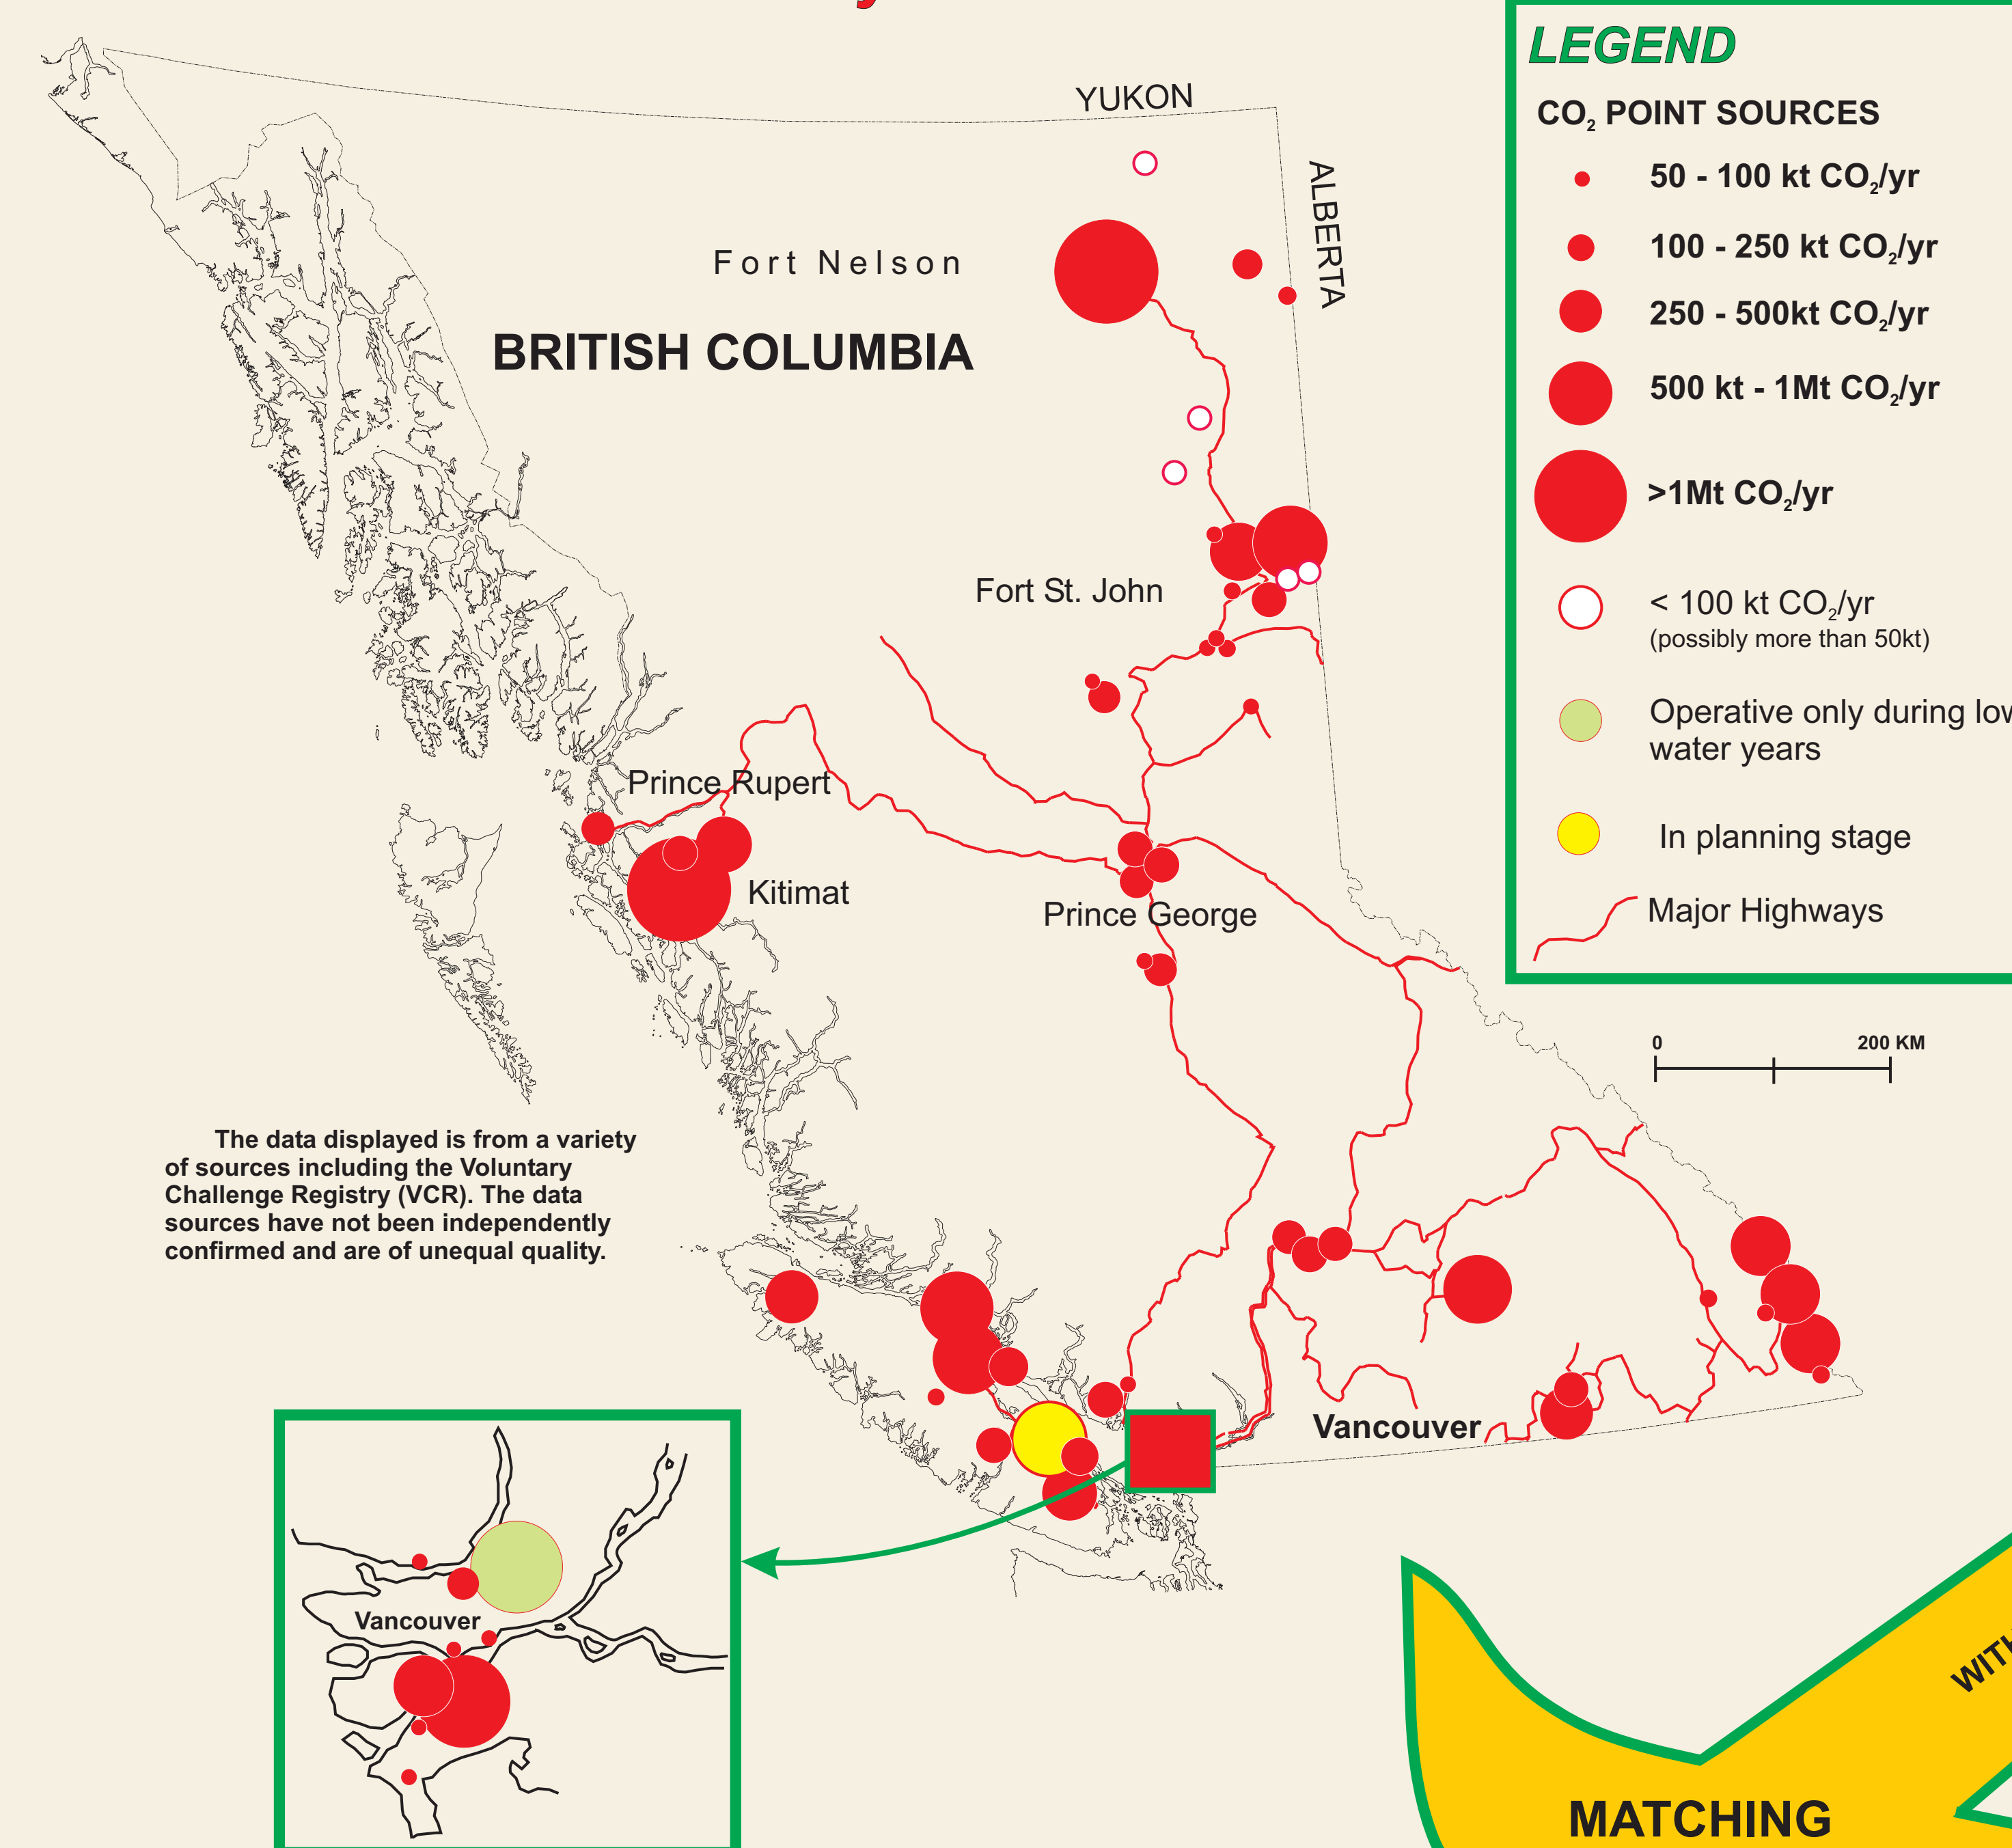 YUKON
ALBERTA
Fort Nelson
BRITISH COLUMBIA
Fort St. John
Prince Rupert
Kitimat
Prince George
Vancouver
The data displayed is from a variety
of sources including the Voluntary
Challenge Registry (VCR). The data
sources have not been independently
confirmed and are of unequal quality.
Vancouver
LEGEND
CO₂ POINT SOURCES
50 - 100 kt CO₂/yr
100 - 250 kt CO₂/yr
250 - 500kt CO₂/yr
500 kt - 1Mt CO₂/yr
>1Mt CO₂/yr
< 100 kt CO₂/yr
(possibly more than 50kt)
Operative only during
water years
In planning stage
Major Highways
0 200 KM
MATCHING